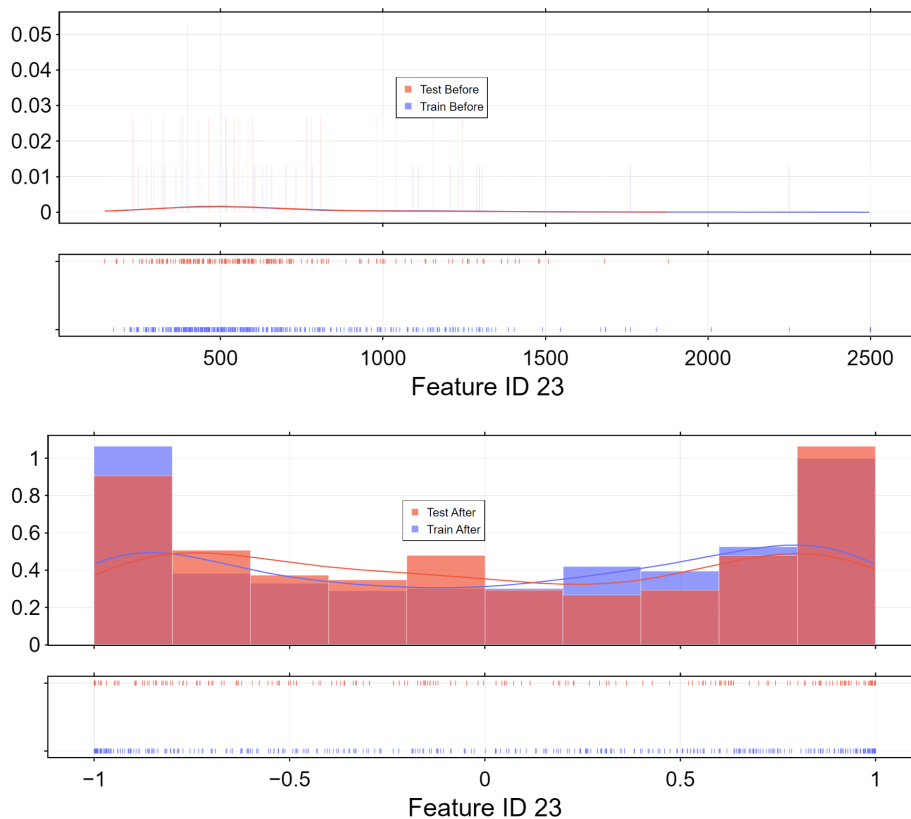 0.05
0.04
0.03
0.02
0.01
0
Test Before
Train Before
500 1000 1500 2000 2500
Feature ID 23
1
0.8
0.6
0.4
0.2
0
Test After
Train After
−1 −0.5 0 0.5 1
Feature ID 23